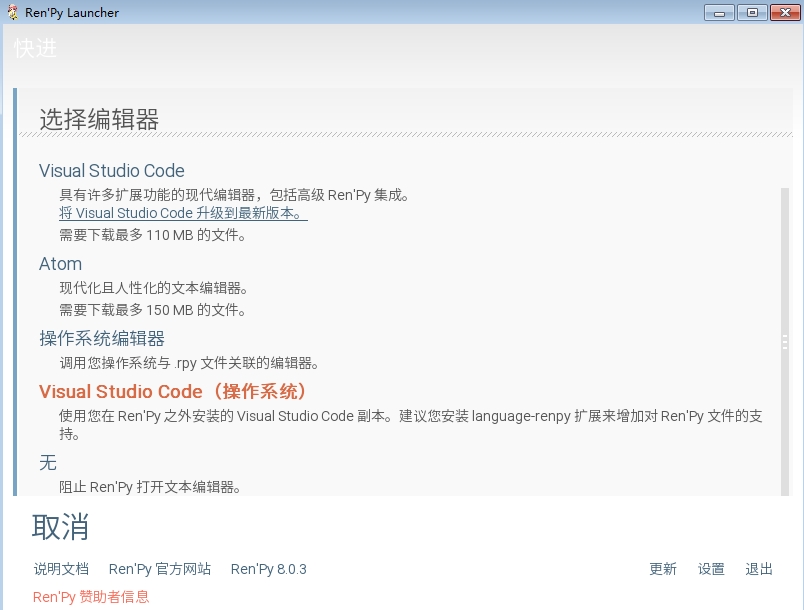 Ren'Py Launcher
快进
选择编辑器
Visual Studio Code
具有许多扩展功能的现代编辑器，包括高级 Ren'Py 集成。
将 Visual Studio Code 升级到最新版本。
需要下载最多 110 MB 的文件。
Atom
现代化且人性化的文本编辑器。
需要下载最多 150 MB 的文件。
操作系统编辑器
调用您操作系统与 .rpy 文件关联的编辑器。
Visual Studio Code（操作系统）
使用您在 Ren'Py 之外安装的 Visual Studio Code 副本。建议您安装 language-renpy 扩展来增加对 Ren'Py 文件的支
持。
无
阻止 Ren'Py 打开文本编辑器。
取消
说明文档 Ren'Py 官方网站 Ren'Py 8.0.3 更新 设置 退出
Ren'Py 赞助者信息